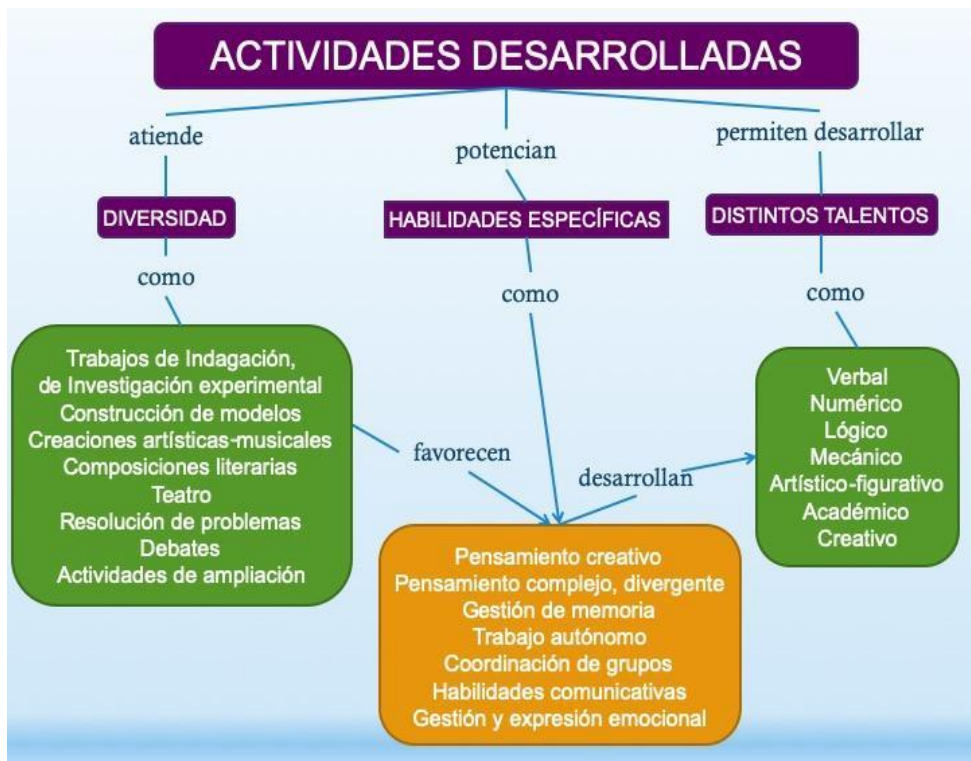 ACTIVIDADES DESARROLLADAS
atiende
potencian
permiten desarrollar
DIVERSIDAD
HABILIDADES ESPECÍFICAS
DISTINTOS TALENTOS
como
como
como
Trabajos de Indagación,
de Investigación experimental
Construcción de modelos
Creaciones artísticas-musicales
Composiciones literarias
Teatro
Resolución de problemas
Debates
Actividades de ampliación
favorecen
desarrollan
Verbal
Numérico
Lógico
Mecánico
Artístico-figurativo
Académico
Creativo
Pensamiento creativo
Pensamiento complejo, divergente
Gestión de memoria
Trabajo autónomo
Coordinación de grupos
Habilidades comunicativas
Gestión y expresión emocional